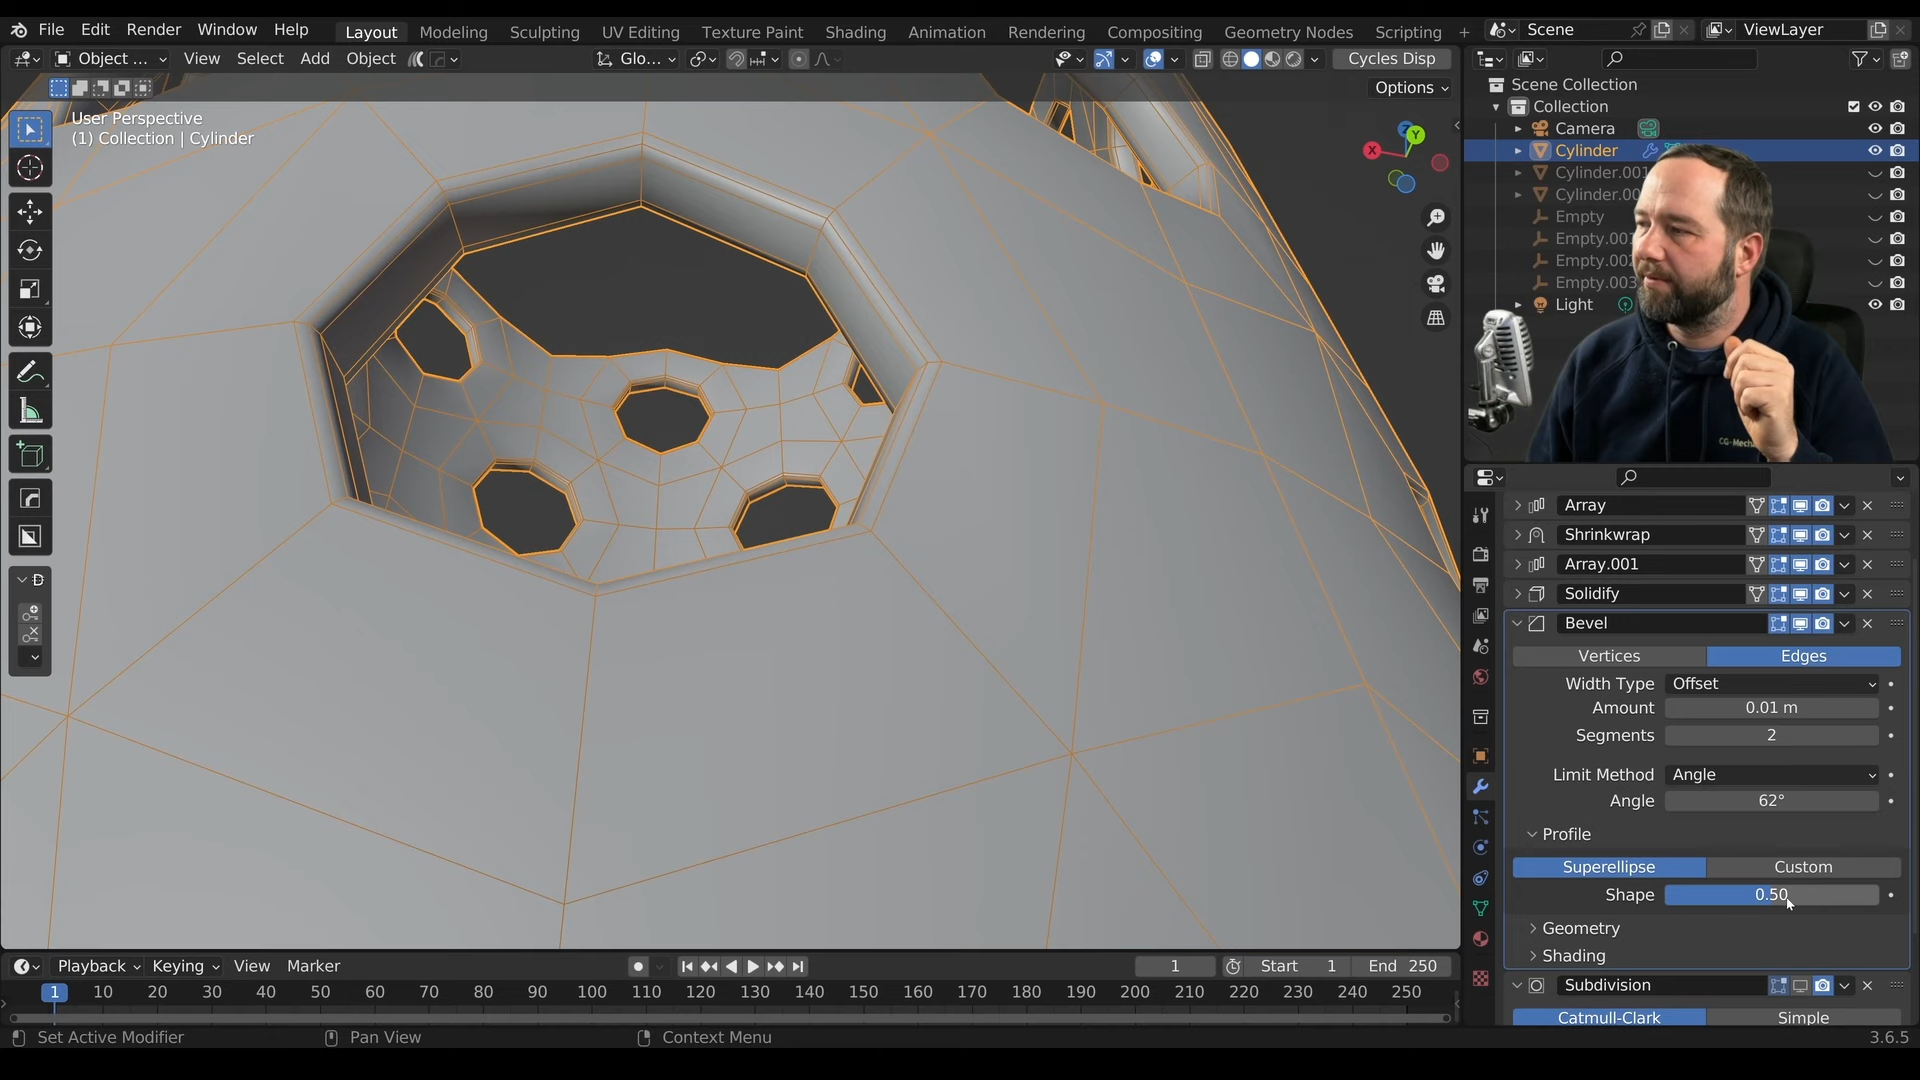 File Edit Render Window Help
Layout Modeling Sculpting UV Editing Texture Paint Shading Animation Rendering Compositing Geometry Nodes Scripting +
Scene
ViewLayer
Object ... View Select Add Object
Glo...
Cycles Disp
Options
User Perspective
(1) Collection | Cylinder
X
Y
Z
D
Scene Collection
Collection
Camera
Cylinder
Cylinder.001
Cylinder.00
Empty
Empty.001
Empty.002
Empty.003
Light
Array
Shrinkwrap
Array.001
Solidify
Bevel
Vertices Edges
Width Type Offset
Amount 0.01 m
Segments 2
Limit Method Angle
Angle 62°
Profile
Superellipse Custom
Shape 0.50
Geometry
Shading
Subdivision
Catmull-Clark Simple
Playback Keying View Marker
1 Start 1 End 250
1 10 20 30 40 50 60 70 80 90 100 110 120 130 140 150 160 170 180 190 200 210 220 230 240 250
Set Active Modifier Pan View Context Menu 3.6.5